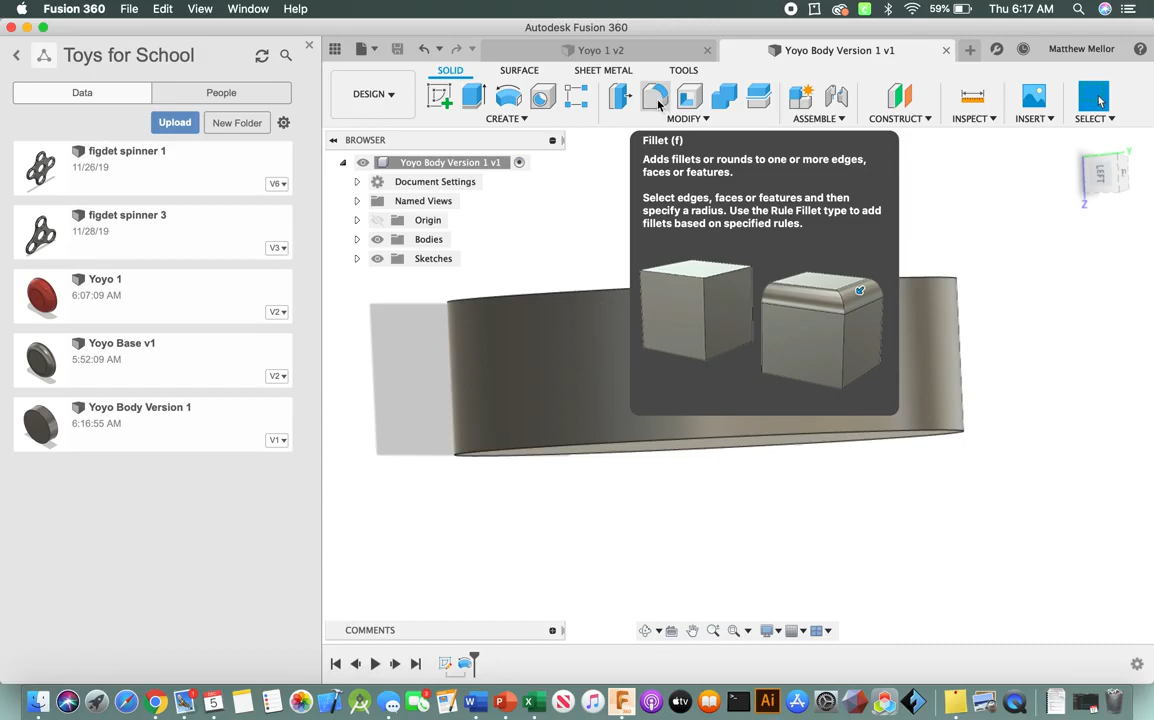 Fusion 360 File Edit View Window Help 59% Thu 6:17 AM
Autodesk Fusion 360
Toys for School
Yoyo 1 v2
Yoyo Body Version 1 v1
Matthew Mellor
Data People
Upload New Folder
figdet spinner 1
11/26/19
V6
figdet spinner 3
11/28/19
V3
Yoyo 1
6:07:09 AM
V2
Yoyo Base v1
5:52:09 AM
V2
Yoyo Body Version 1
6:16:55 AM
V1
SOLID SURFACE SHEET METAL TOOLS
DESIGN
CREATE MODIFY ASSEMBLE CONSTRUCT INSPECT INSERT SELECT
BROWSER
Yoyo Body Version 1 v1
Document Settings
Named Views
Origin
Bodies
Sketches
Fillet (f)
Adds fillets or rounds to one or more edges,
faces or features.
Select edges, faces or features and then
specify a radius. Use the Rule Fillet type to add
fillets based on specified rules.
LEFT
Y
Z
COMMENTS